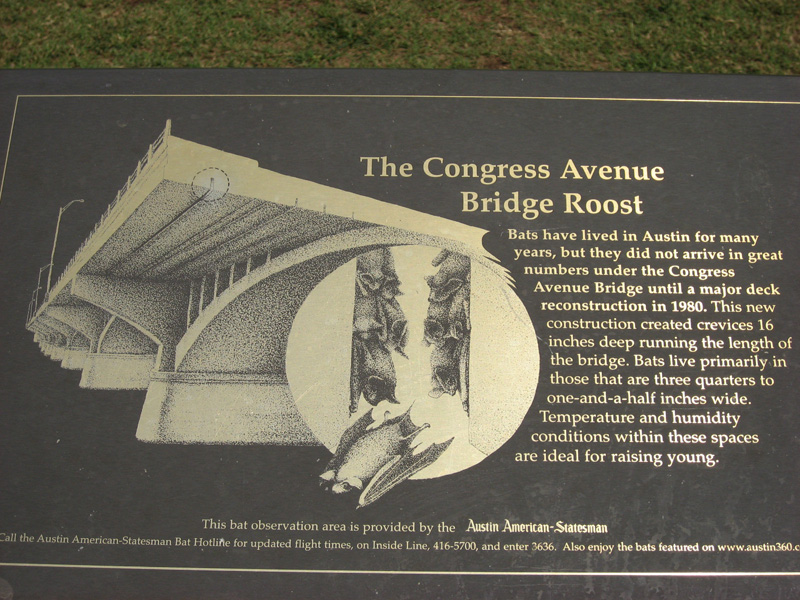 The Congress Avenue
Bridge Roost
Bats have lived in Austin for many
years, but they did not arrive in great
numbers under the Congress
Avenue Bridge until a major deck
reconstruction in 1980. This new
construction created crevices 16
inches deep running the length of
the bridge. Bats live primarily in
those that are three quarters to
one-and-a-half inches wide.
Temperature and humidity
conditions within these spaces
are ideal for raising young.
This bat observation area is provided by the Austin American-Statesman
Call the Austin American-Statesman Bat Hotline for updated flight times, on Inside Line, 416-5700, and enter 3636. Also enjoy the bats featured on www.austin360.c